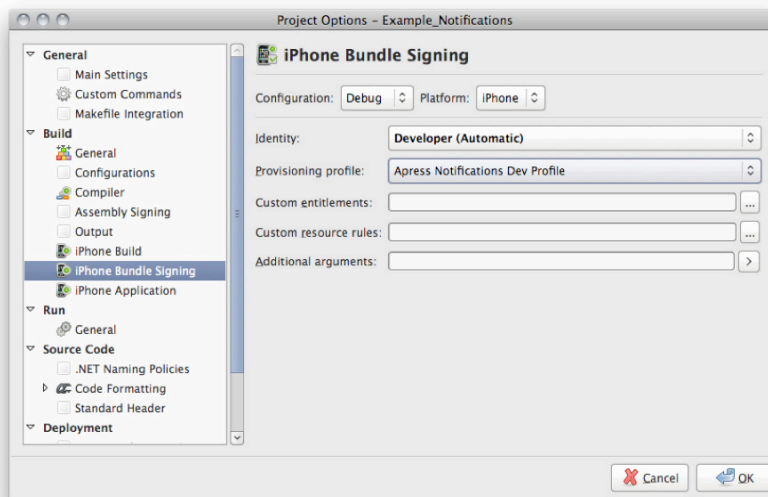 Project Options – Example_Notifications
General
Main Settings
Custom Commands
Makefile Integration
Build
General
Configurations
Compiler
Assembly Signing
Output
iPhone Build
iPhone Bundle Signing
iPhone Application
Run
General
Source Code
.NET Naming Policies
Code Formatting
Standard Header
Deployment
iPhone Bundle Signing
Configuration: Debug Platform: iPhone
Identity: Developer (Automatic)
Provisioning profile: Apress Notifications Dev Profile
Custom entitlements: ...
Custom resource rules: ...
Additional arguments: >
Cancel OK